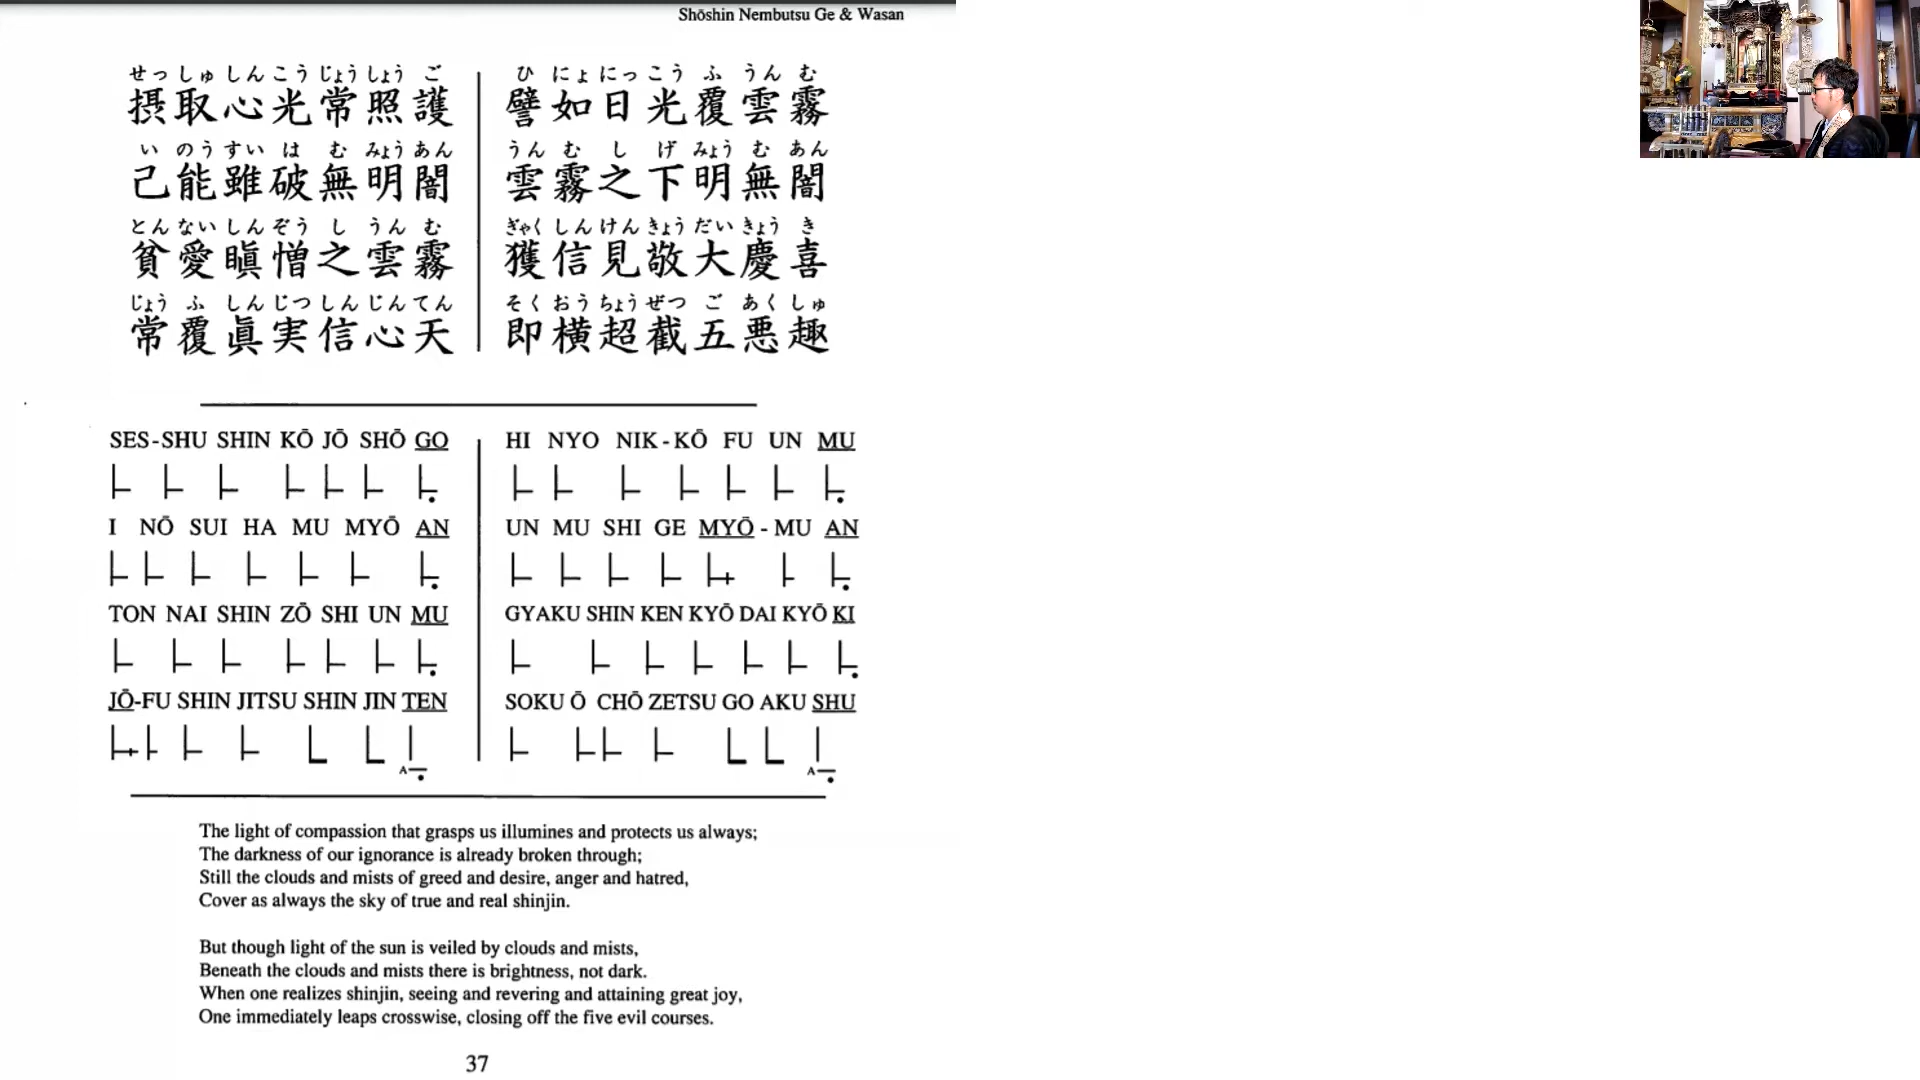 Shōshin Nembutsu Ge & Wasan
せっ しゅ しん こう じょう しょう ご
摂取心光常照護
い のう すい は む みょう あん
己能雖破無明闇
とん ない しん ぞう し うん む
貧愛瞋憎之雲霧
じょう ふ しん じつ しん じん てん
常覆眞実信心天
ひ にょ にっ こう ふ うん む
譬如日光覆雲霧
うん む し げ みょう む あん
雲霧之下明無闇
ぎゃく しん けん きょう だい きょう き
獲信見敬大慶喜
そく おう ちょう ぜつ ご あく しゅ
即横超截五悪趣
SES-SHU SHIN KŌ JŌ SHŌ GO
I NŌ SUI HA MU MYŌ AN
TON NAI SHIN ZŌ SHI UN MU
JŌ-FU SHIN JITSU SHIN JIN TEN
A
HI NYO NIK-KŌ FU UN MU
UN MU SHI GE MYŌ - MU AN
GYAKU SHIN KEN KYŌ DAI KYŌ KI
SOKU Ō CHŌ ZETSU GO AKU SHU
A
The light of compassion that grasps us illumines and protects us always;
The darkness of our ignorance is already broken through;
Still the clouds and mists of greed and desire, anger and hatred,
Cover as always the sky of true and real shinjin.
But though light of the sun is veiled by clouds and mists,
Beneath the clouds and mists there is brightness, not dark.
When one realizes shinjin, seeing and revering and attaining great joy,
One immediately leaps crosswise, closing off the five evil courses.
37